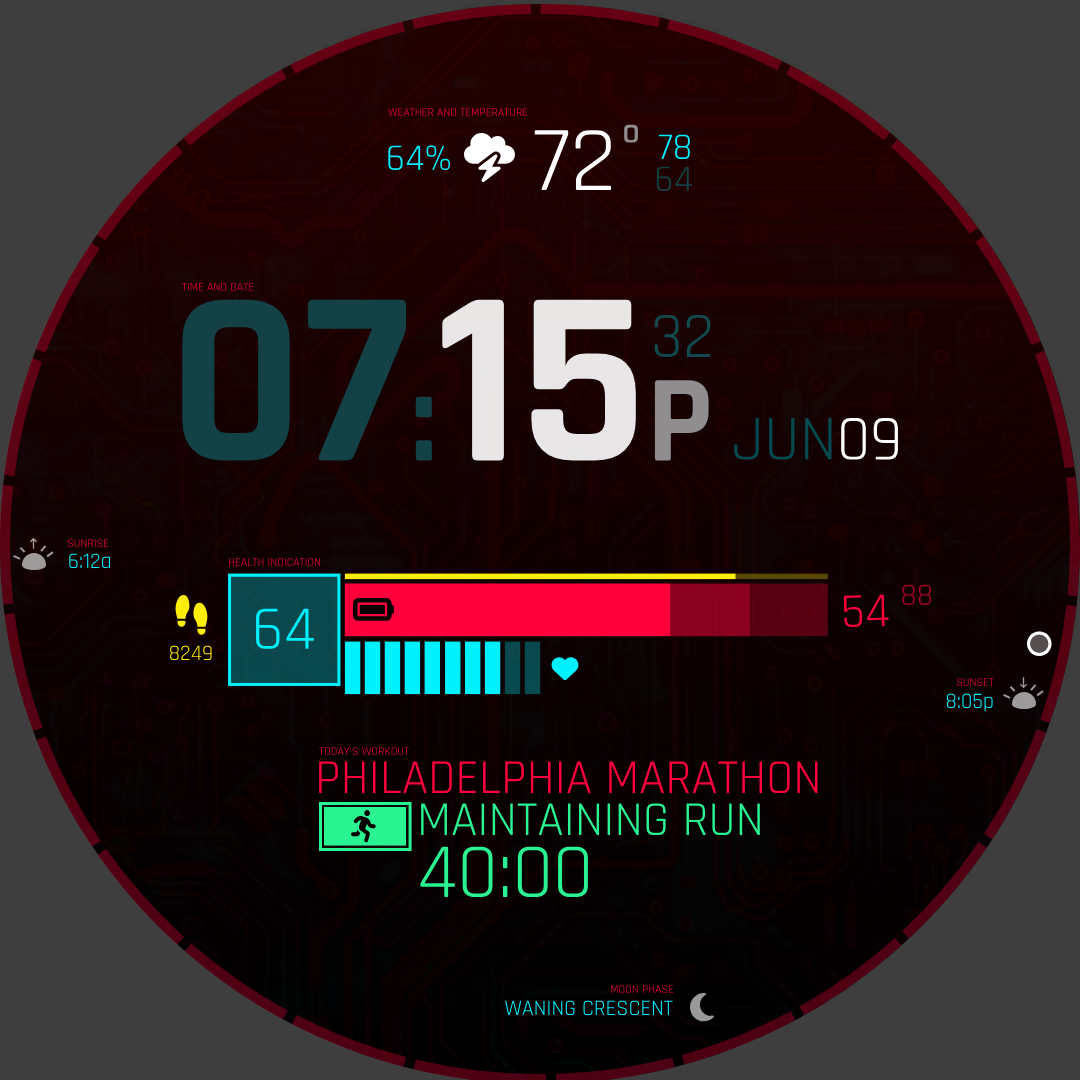 WEATHER AND TEMPERATURE
64% 72° 78
64
TIME AND DATE
07:15 32
P JUN09
SUNRISE
6:12a
HEALTH INDICATION
64 54 88
8249
SUNSET
8:05p
TODAY'S WORKOUT
PHILADELPHIA MARATHON
MAINTAINING RUN
40:00
MOON PHASE
WANING CRESCENT